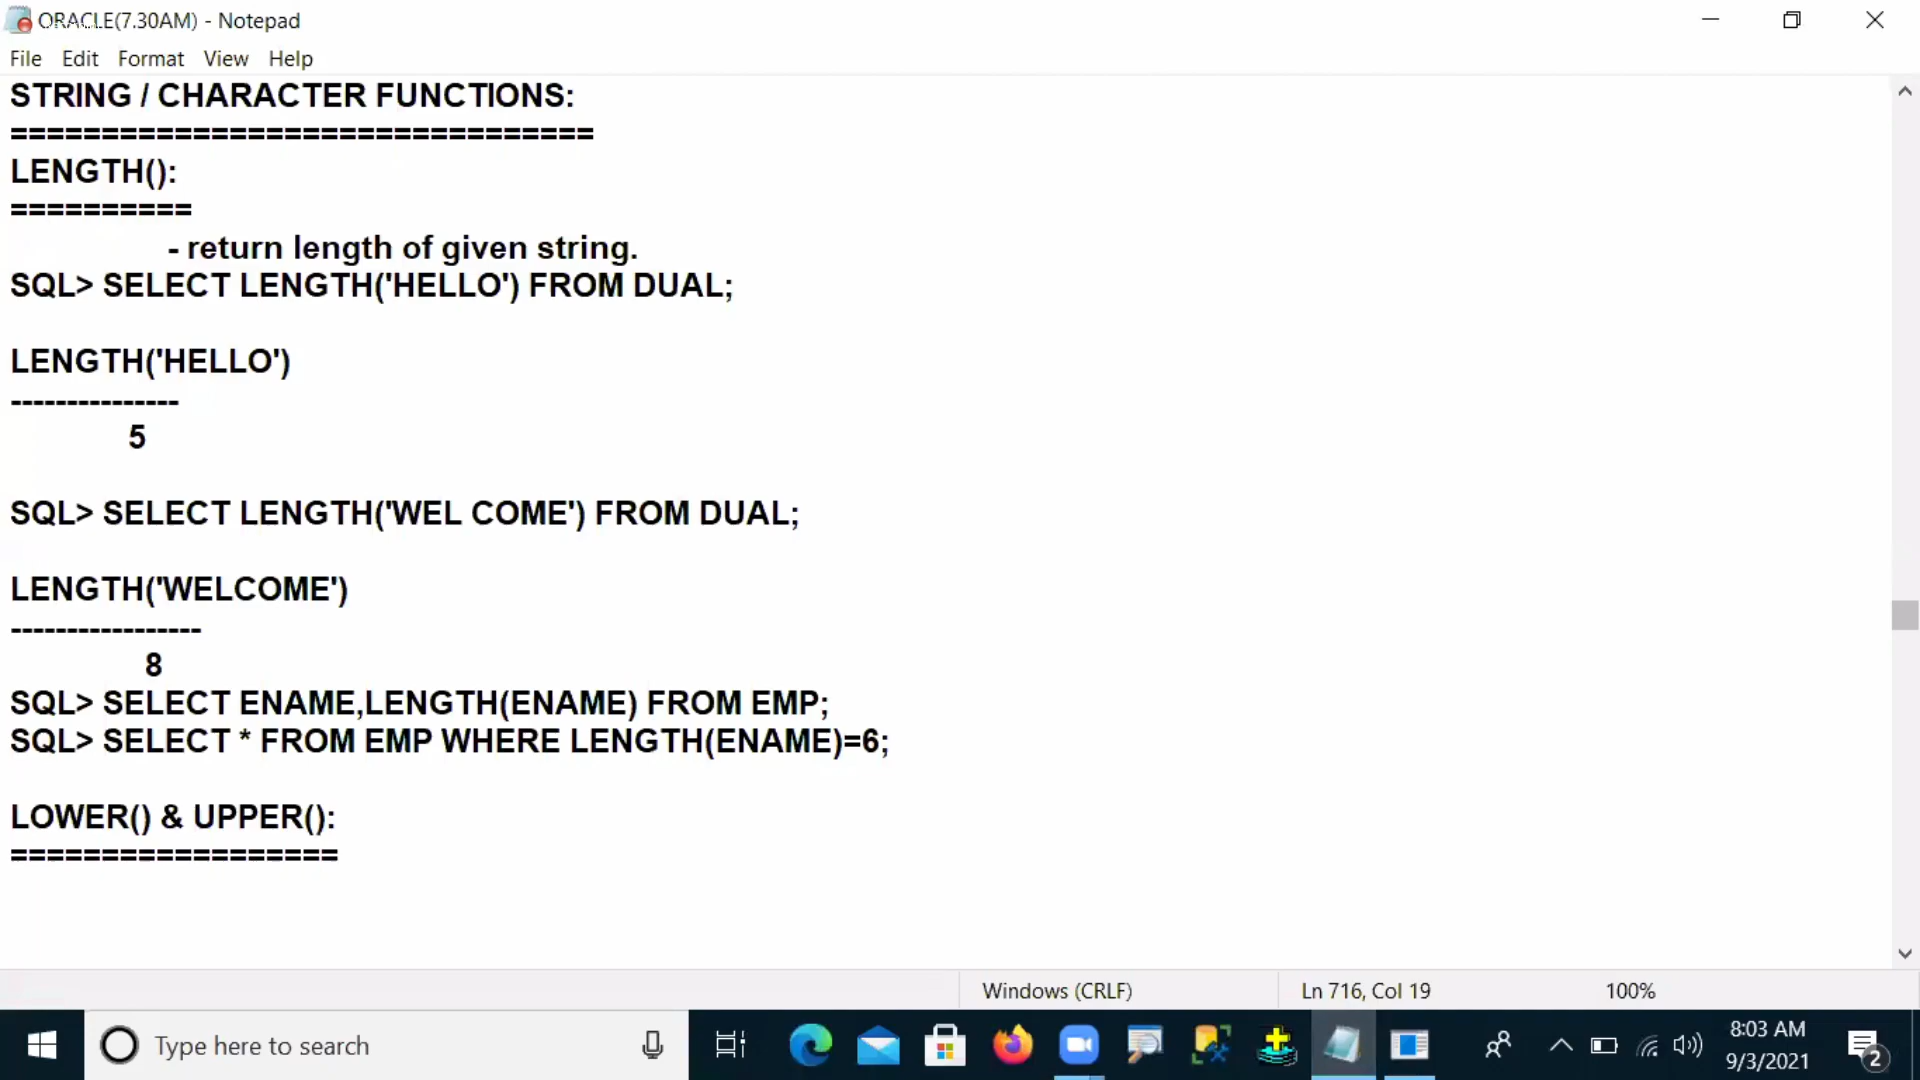 ORACLE(7.30AM) - Notepad
File Edit Format View Help
STRING / CHARACTER FUNCTIONS:
================================
LENGTH():
==========
- return length of given string.
SQL> SELECT LENGTH('HELLO') FROM DUAL;
LENGTH('HELLO')
---------------
5
SQL> SELECT LENGTH('WEL COME') FROM DUAL;
LENGTH('WELCOME')
-----------------
8
SQL> SELECT ENAME,LENGTH(ENAME) FROM EMP;
SQL> SELECT * FROM EMP WHERE LENGTH(ENAME)=6;
LOWER() & UPPER():
==================
Windows (CRLF) Ln 716, Col 19 100%
Type here to search
8:03 AM
9/3/2021
2